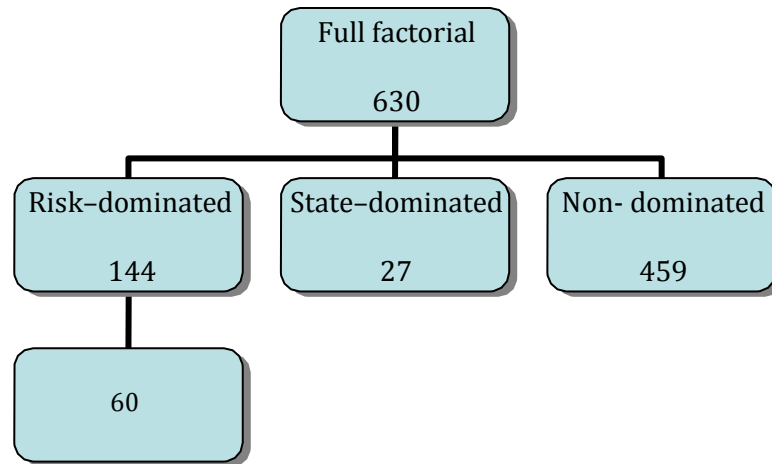 Full factorial
630
Risk–dominated
144
State–dominated
27
Non- dominated
459
60